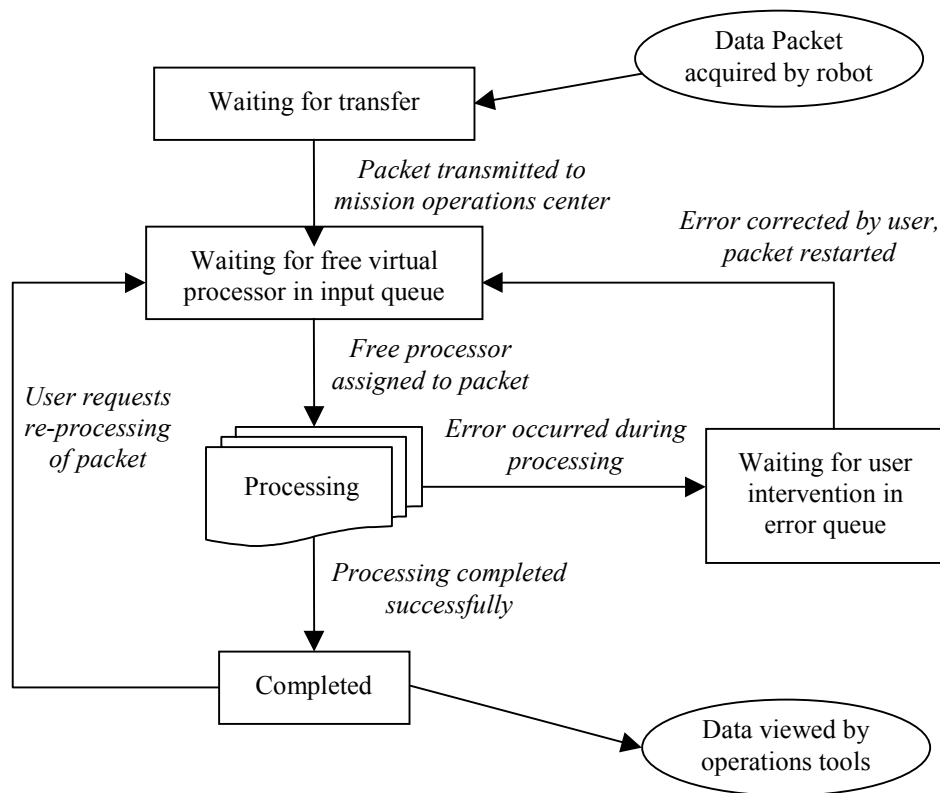 Data Packet
acquired by robot
Waiting for transfer
Packet transmitted to
mission operations center
Error corrected by user,
packet restarted
Waiting for free virtual
processor in input queue
Free processor
assigned to packet
User requests
re-processing
of packet
Error occurred during
processing
Processing
Waiting for user
intervention in
error queue
Processing completed
successfully
Completed
Data viewed by
operations tools